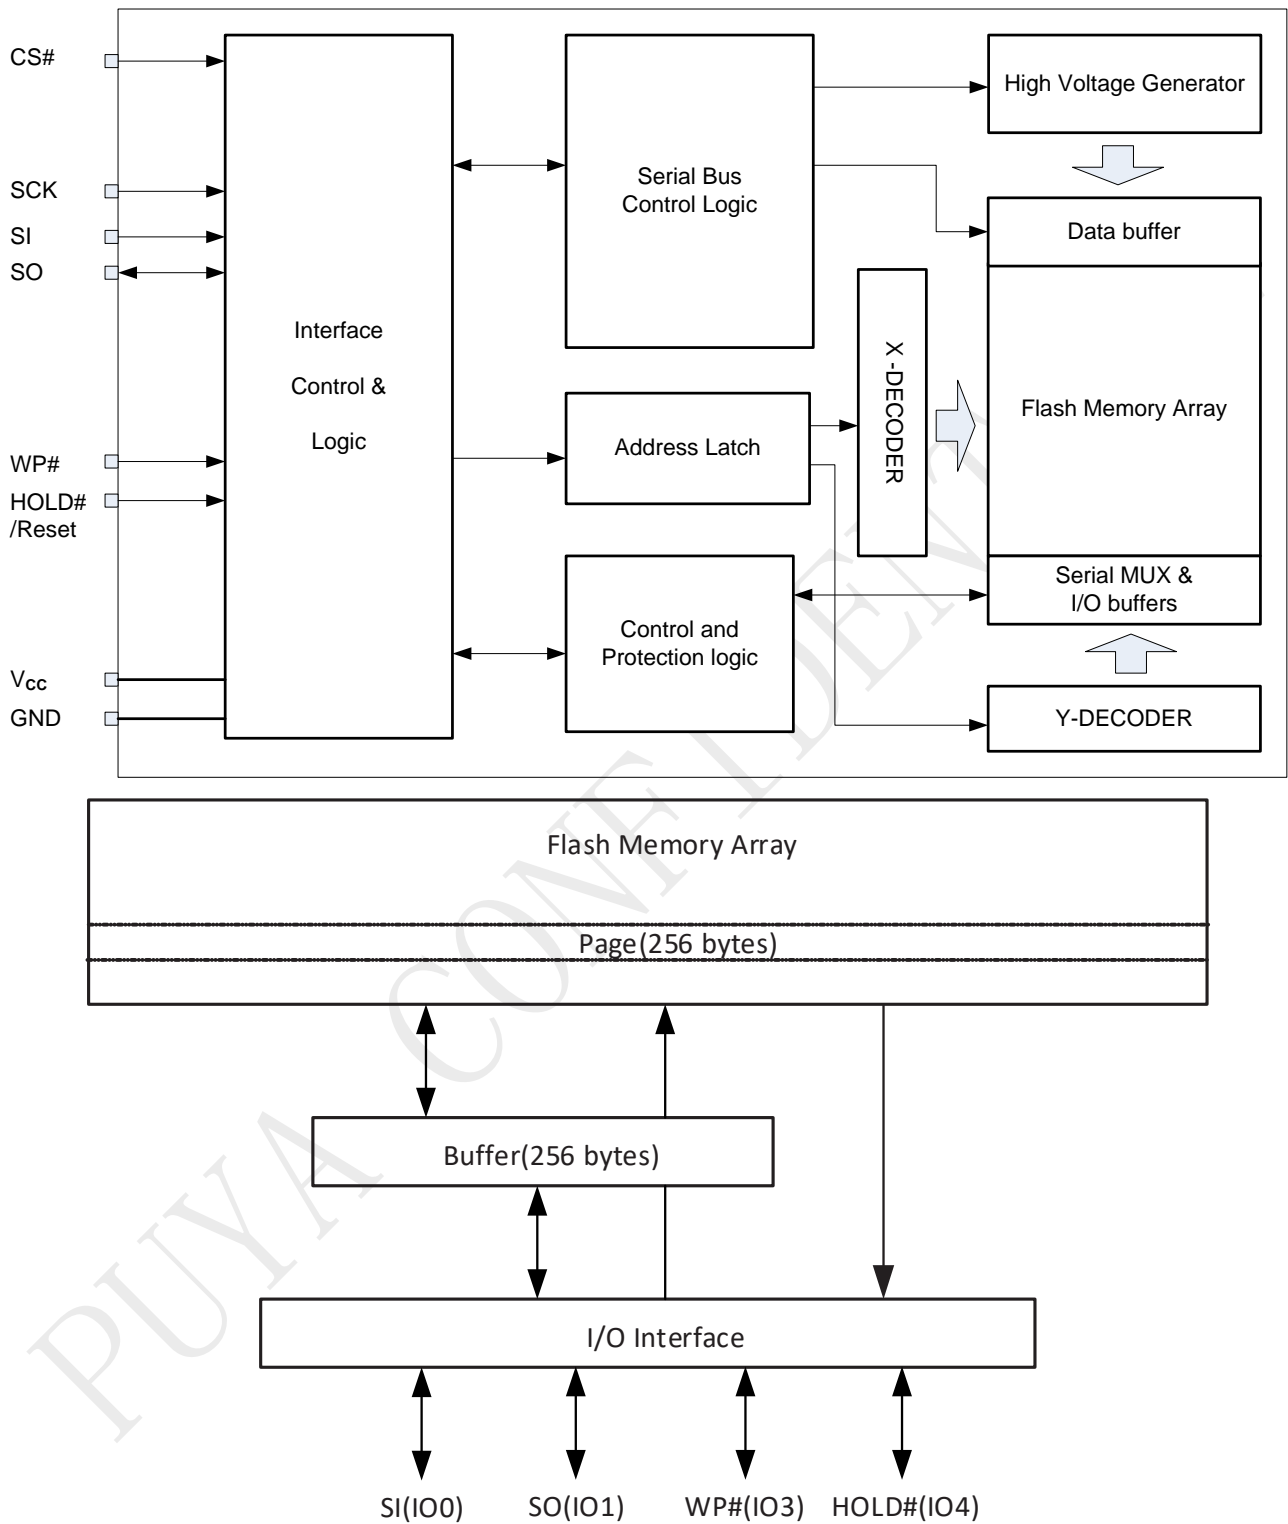 CS#
SCK
SI
SO
WP#
HOLD#
/Reset
Vcc
GND
Interface
Control &
Logic
Serial Bus
Control Logic
Address Latch
Control and
Protection logic
X-DECODER
High Voltage Generator
Data buffer
Flash Memory Array
Serial MUX &
I/O buffers
Y-DECODER
Flash Memory Array
Page(256 bytes)
Buffer(256 bytes)
I/O Interface
SI(IO0)
SO(IO1)
WP#(IO3)
HOLD#(IO4)
PUYA CONFIDENT